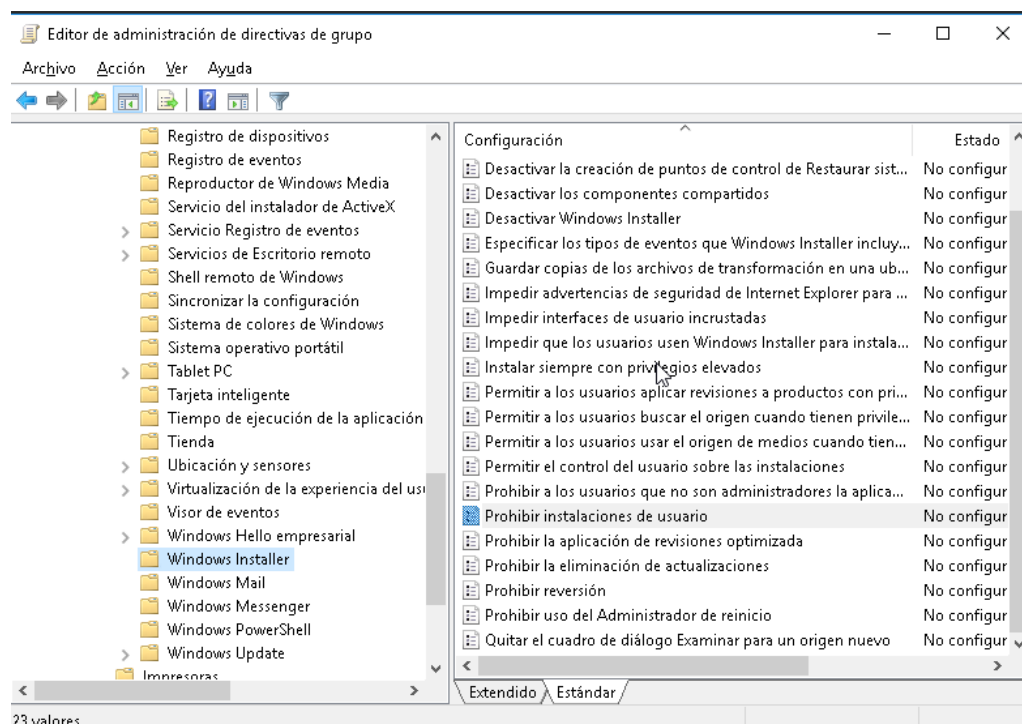 Editor de administración de directivas de grupo
Archivo Acción Ver Ayuda
Registro de dispositivos
Registro de eventos
Reproductor de Windows Media
Servicio del instalador de ActiveX
Servicio Registro de eventos
Servicios de Escritorio remoto
Shell remoto de Windows
Sincronizar la configuración
Sistema de colores de Windows
Sistema operativo portátil
Tablet PC
Tarjeta inteligente
Tiempo de ejecución de la aplicación
Tienda
Ubicación y sensores
Virtualización de la experiencia del usu
Visor de eventos
Windows Hello empresarial
Windows Installer
Windows Mail
Windows Messenger
Windows PowerShell
Windows Update
Impresoras
Configuración Estado
Desactivar la creación de puntos de control de Restaurar sist... No configur
Desactivar los componentes compartidos No configur
Desactivar Windows Installer No configur
Especificar los tipos de eventos que Windows Installer incluy... No configur
Guardar copias de los archivos de transformación en una ub... No configur
Impedir advertencias de seguridad de Internet Explorer para ... No configur
Impedir interfaces de usuario incrustadas No configur
Impedir que los usuarios usen Windows Installer para instala... No configur
Instalar siempre con privilegios elevados No configur
Permitir a los usuarios aplicar revisiones a productos con pri... No configur
Permitir a los usuarios buscar el origen cuando tienen privile... No configur
Permitir a los usuarios usar el origen de medios cuando tien... No configur
Permitir el control del usuario sobre las instalaciones No configur
Prohibir a los usuarios que no son administradores la aplica... No configur
Prohibir instalaciones de usuario No configur
Prohibir la aplicación de revisiones optimizada No configur
Prohibir la eliminación de actualizaciones No configur
Prohibir reversión No configur
Prohibir uso del Administrador de reinicio No configur
Quitar el cuadro de diálogo Examinar para un origen nuevo No configur
Extendido Estándar
23 valores